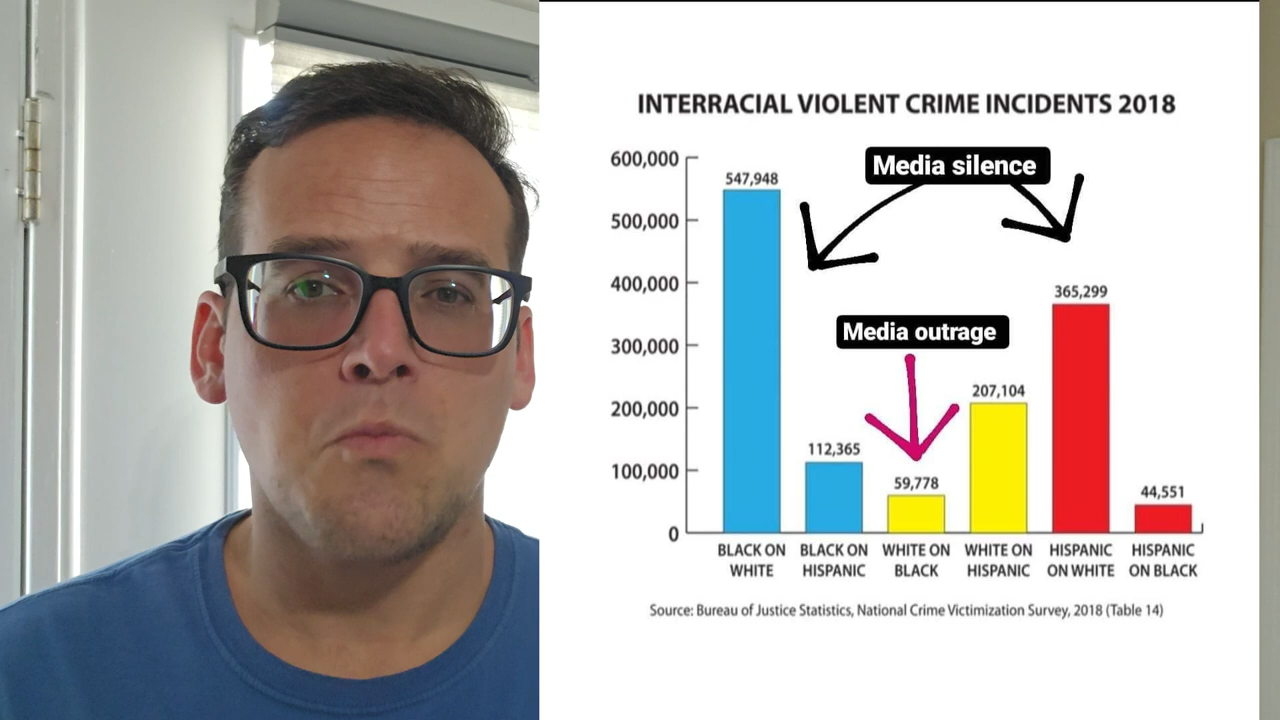 INTERRACIAL VIOLENT CRIME INCIDENTS 2018
600,000
500,000
400,000
300,000
200,000
100,000
0
547,948
112,365
59,778
207,104
365,299
44,551
Media silence
Media outrage
BLACK ON
WHITE
BLACK ON
HISPANIC
WHITE ON
BLACK
WHITE ON
HISPANIC
HISPANIC
ON WHITE
HISPANIC
ON BLACK
Source: Bureau of Justice Statistics, National Crime Victimization Survey, 2018 (Table 14)